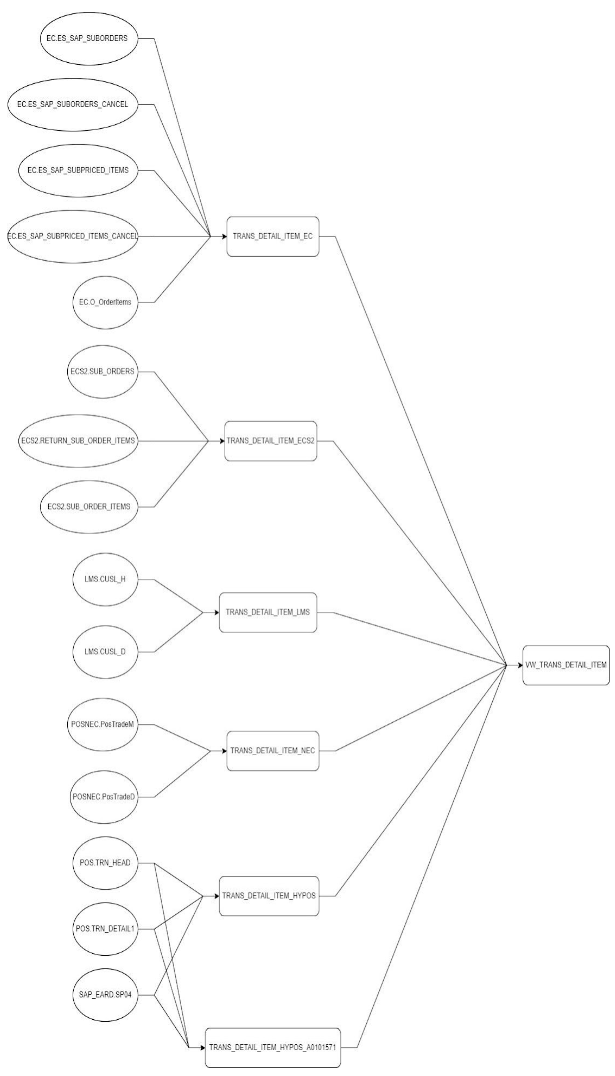 EC.ES_SAP_SUBORDERS
EC.ES_SAP_SUBORDERS_CANCEL
EC.ES_SAP_SUBPRICED_ITEMS
EC.ES_SAP_SUBPRICED_ITEMS_CANCEL
TRANS_DETAIL_ITEM_EC
EC.O_OrderItems
ECS2.SUB_ORDERS
ECS2.RETURN_SUB_ORDER_ITEMS
TRANS_DETAIL_ITEM_ECS2
ECS2.SUB_ORDER_ITEMS
LMS.CUSL_H
TRANS_DETAIL_ITEM_LMS
LMS.CUSL_D
VW_TRANS_DETAIL_ITEM
POSNEC.PosTradeM
TRANS_DETAIL_ITEM_NEC
POSNEC.PosTradeD
POS.TRN_HEAD
TRANS_DETAIL_ITEM_HYPOS
POS.TRN_DETAIL1
SAP_EARD.SP04
TRANS_DETAIL_ITEM_HYPOS_A0101571